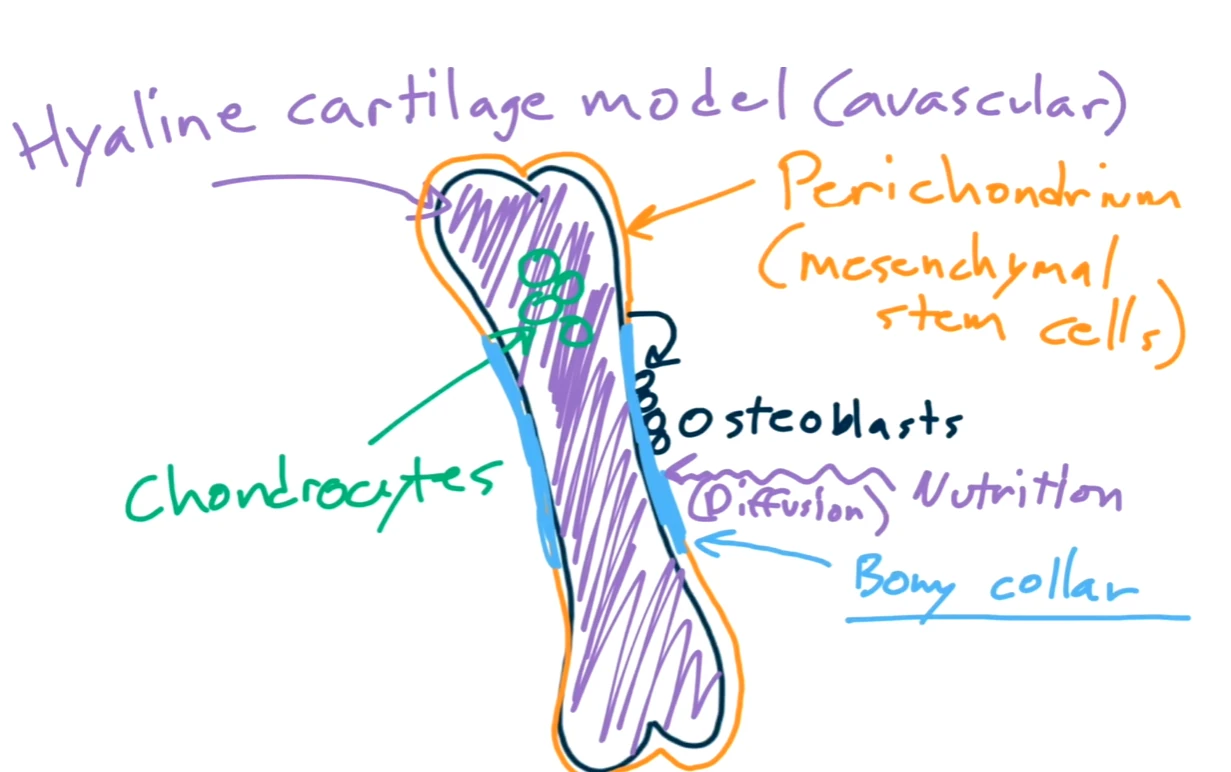 Hyaline cartilage model (avascular)
Perichondrium
(mesenchymal
stem cells)
Osteoblasts
Chondrocytes
(Diffusion) Nutrition
Bony collar